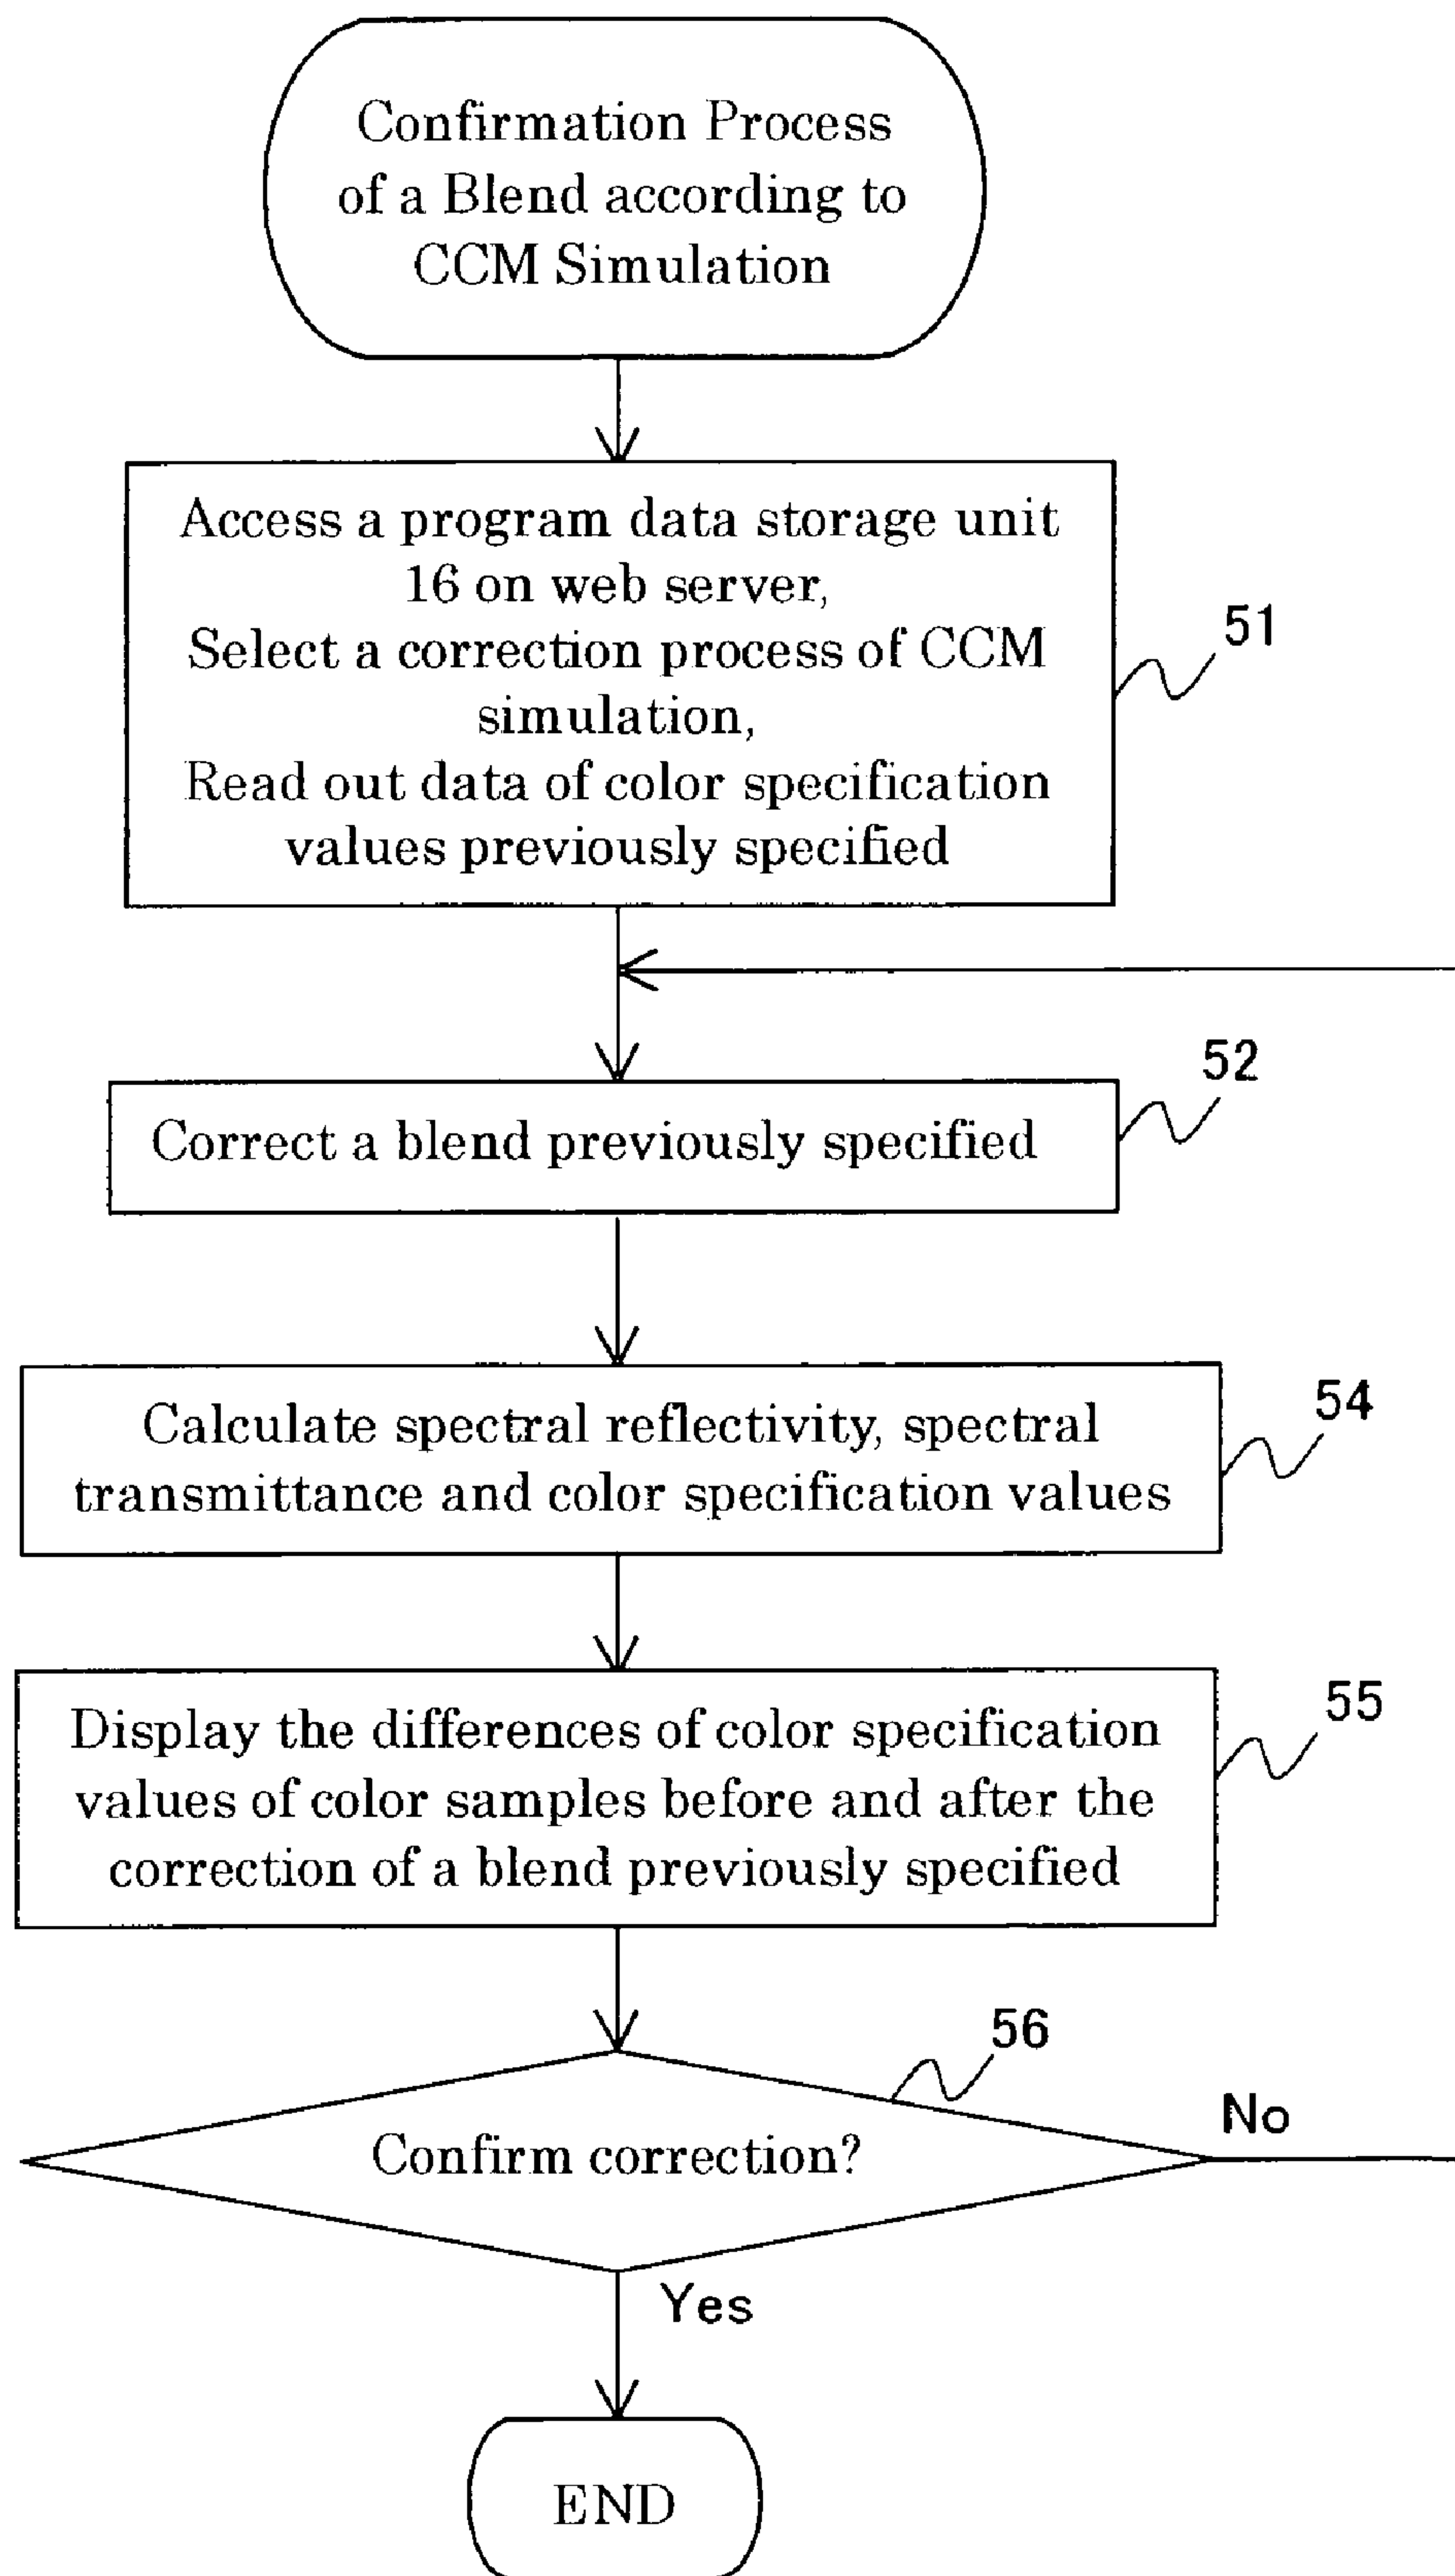 Confirmation Process
of a Blend according to
CCM Simulation
Access a program data storage unit
16 on web server,
Select a correction process of CCM
simulation,
Read out data of color specification
values previously specified
51
52
Correct a blend previously specified
54
Calculate spectral reflectivity, spectral
transmittance and color specification values
55
Display the differences of color specification
values of color samples before and after the
correction of a blend previously specified
56
No
Confirm correction?
Yes
END